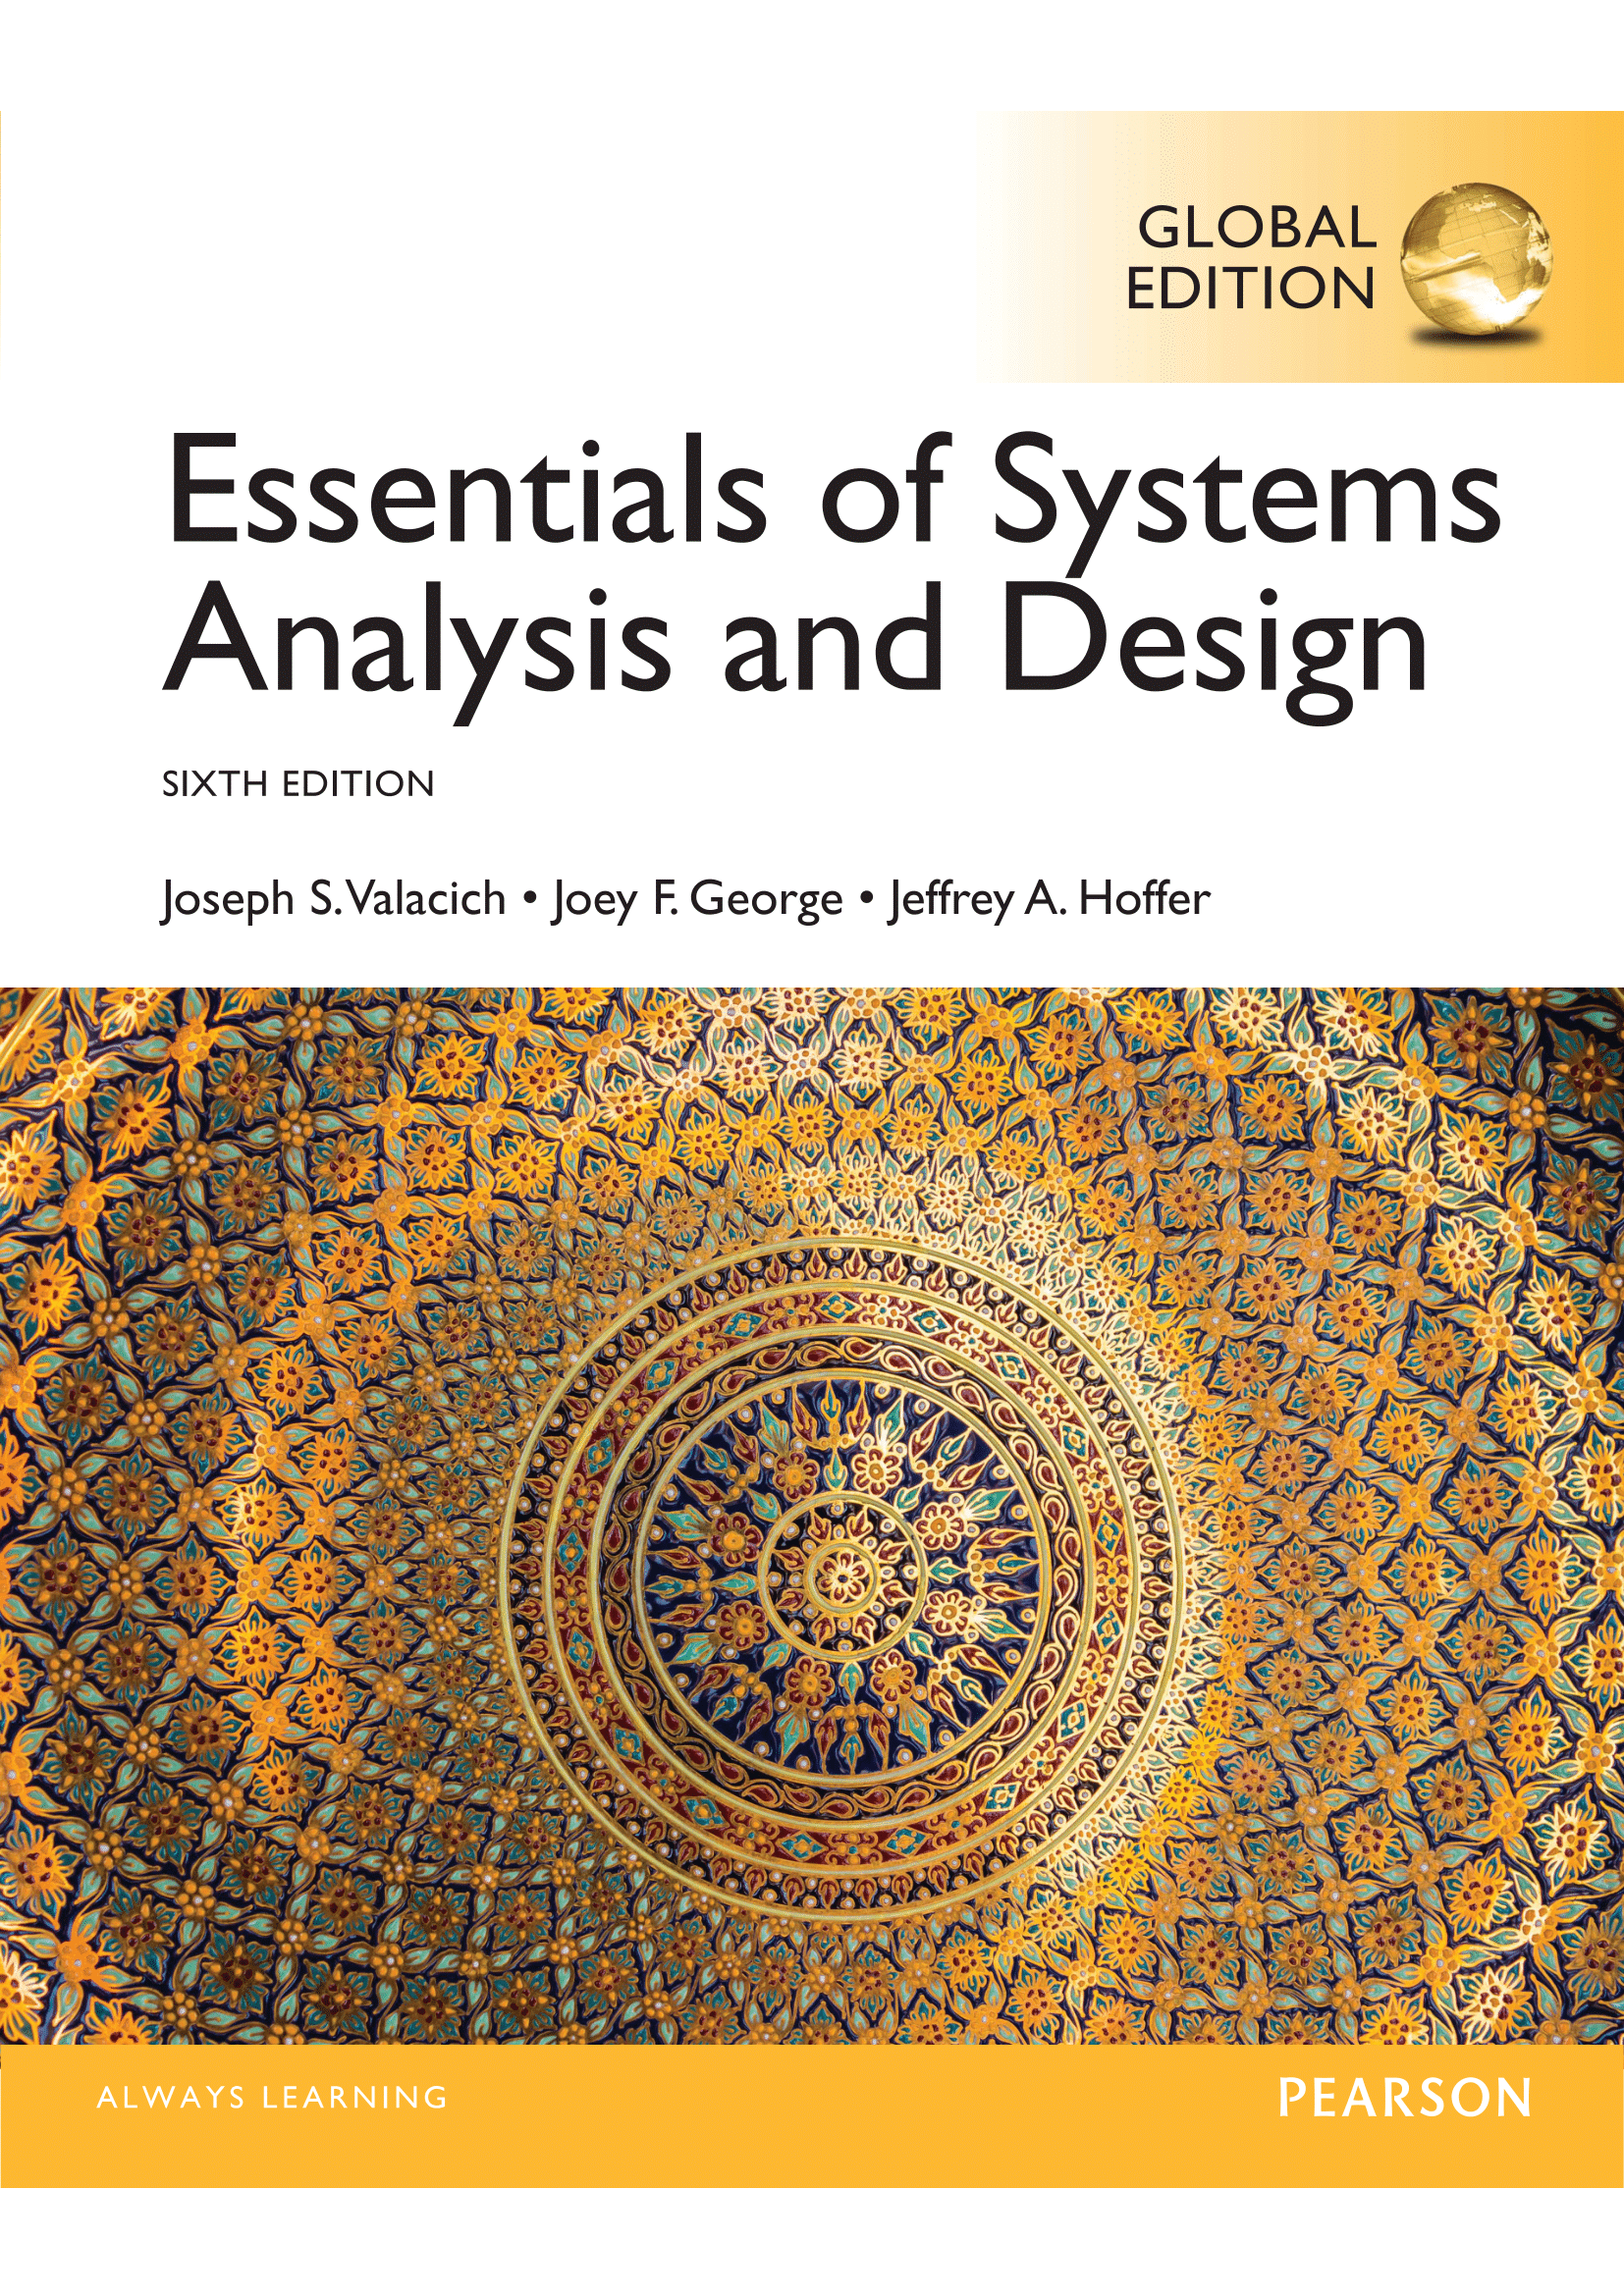 GLOBAL
EDITION
Essentials of Systems
Analysis and Design
SIXTH EDITION
Joseph S. Valacich • Joey F. George • Jeffrey A. Hoffer
ALWAYS LEARNING
PEARSON